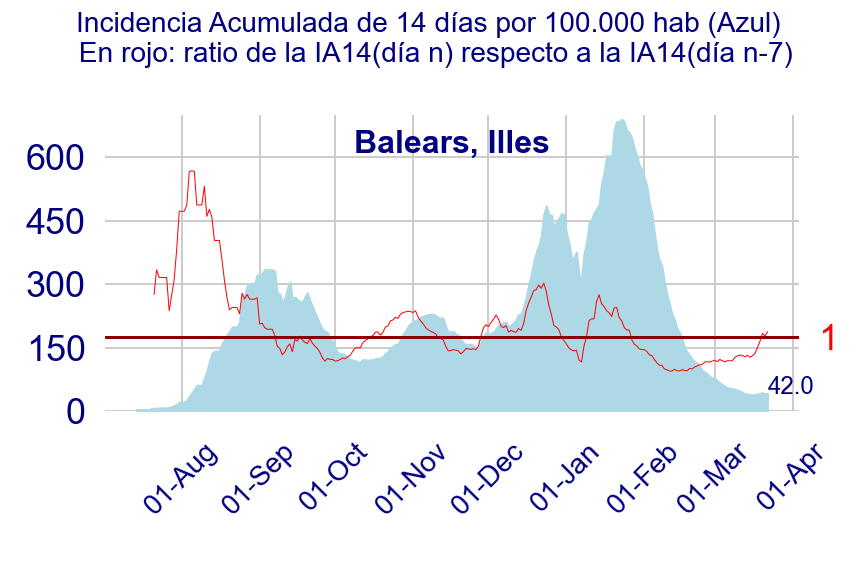 Incidencia Acumulada de 14 días por 100.000 hab (Azul)
En rojo: ratio de la IA14(día n) respecto a la IA14(día n-7)
Balears, Illes
600
450
300
150
0
1
42.0
01-Aug
01-Sep
01-Oct
01-Nov
01-Dec
01-Jan
01-Feb
01-Mar
01-Apr